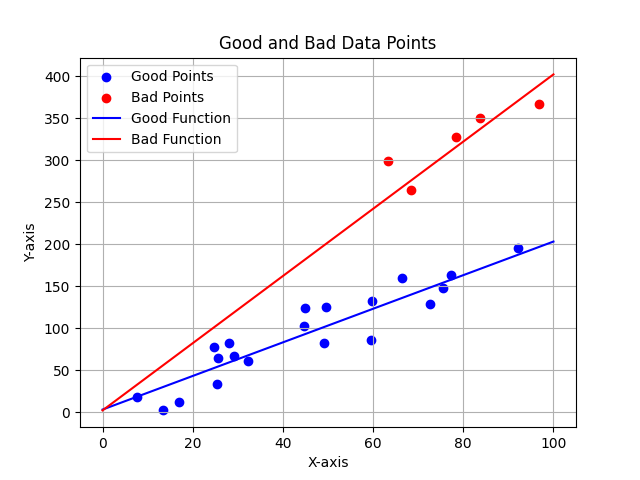 Good and Bad Data Points
Good Points
Bad Points
Good Function
Bad Function
400
350
300
250
200
150
100
50
0
Y-axis
0 20 40 60 80 100
X-axis